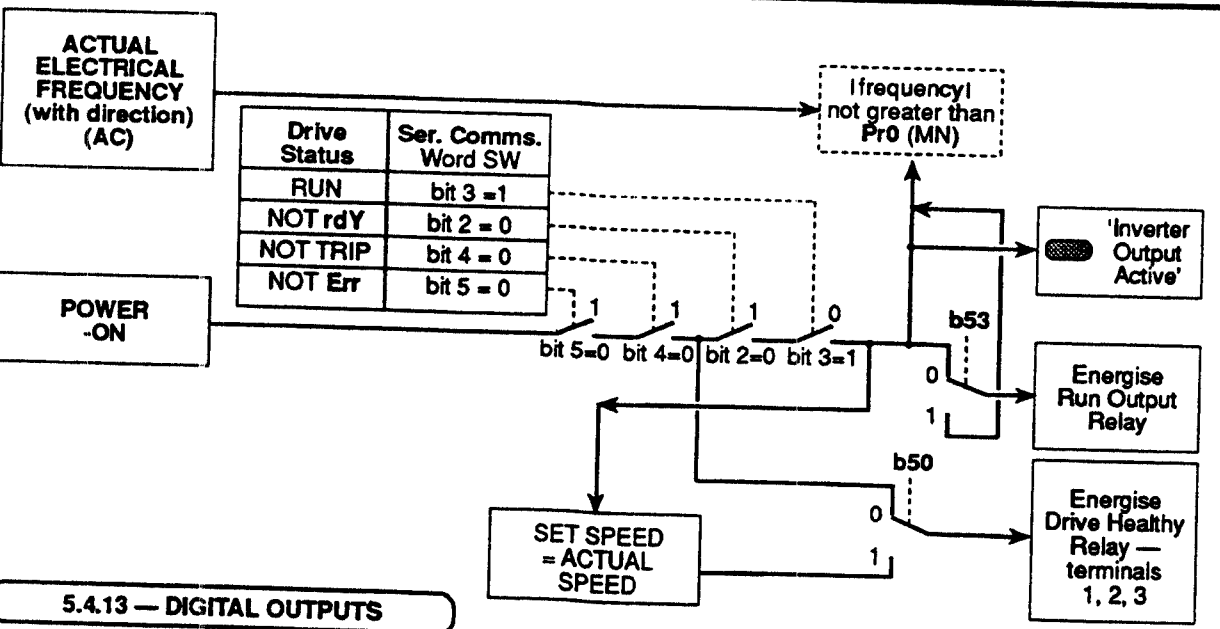 ACTUAL
ELECTRICAL
FREQUENCY
(with direction)
(AC)
|frequency|
not greater than
Pr0 (MN)
Drive
Status
Ser. Comms.
Word SW
RUN
bit 3 =1
NOT rdY
bit 2 = 0
NOT TRIP
bit 4 = 0
NOT Err
bit 5 = 0
'Inverter
Output
Active'
POWER
-ON
1
1
1
0
bit 5=0
bit 4=0
bit 2=0
bit 3=1
b53
0
1
Energise
Run Output
Relay
b50
0
1
Energise
Drive Healthy
Relay —
terminals
1, 2, 3
SET SPEED
= ACTUAL
SPEED
5.4.13 — DIGITAL OUTPUTS